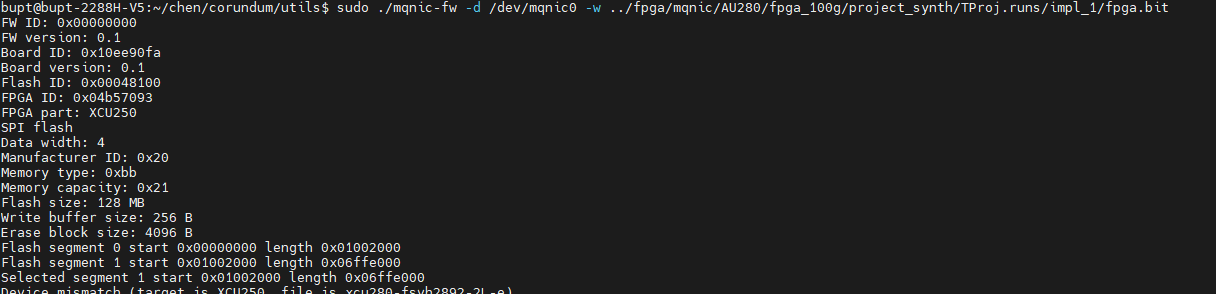 bupt@bupt-2288H-V5:~/chen/corundum/utils$ sudo ./mqnic-fw -d /dev/mqnic0 -w ../fpga/mqnic/AU280/fpga_100g/project_synth/TProj.runs/impl_1/fpga.bit
FW ID: 0x00000000
FW version: 0.1
Board ID: 0x10ee90fa
Board version: 0.1
Flash ID: 0x00048100
FPGA ID: 0x04b57093
FPGA part: XCU250
SPI flash
Data width: 4
Manufacturer ID: 0x20
Memory type: 0xbb
Memory capacity: 0x21
Flash size: 128 MB
Write buffer size: 256 B
Erase block size: 4096 B
Flash segment 0 start 0x00000000 length 0x01002000
Flash segment 1 start 0x01002000 length 0x06ffe000
Selected segment 1 start 0x01002000 length 0x06ffe000
Device mismatch (target is XCU250, file is xcu280-fsvh2892-2L-e)